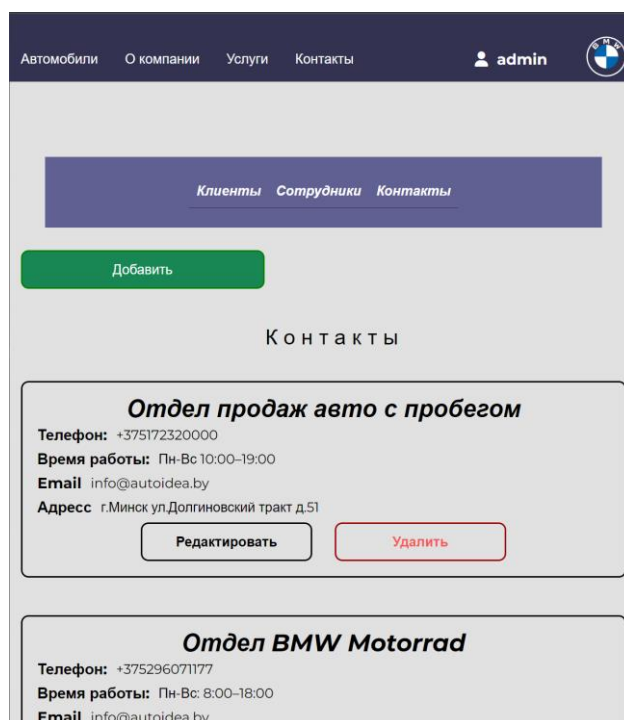 Автомобили О компании Услуги Контакты admin
Клиенты Сотрудники Контакты
Добавить
Контакты
Отдел продаж авто с пробегом
Телефон: +375172320000
Время работы: Пн-Вс 10:00–19:00
Email info@autoidea.by
Адресс г.Минск ул.Долгиновский тракт д.51
Редактировать Удалить
Отдел BMW Motorrad
Телефон: +375296071177
Время работы: Пн-Вс: 8:00–18:00
Email info@autoidea.by